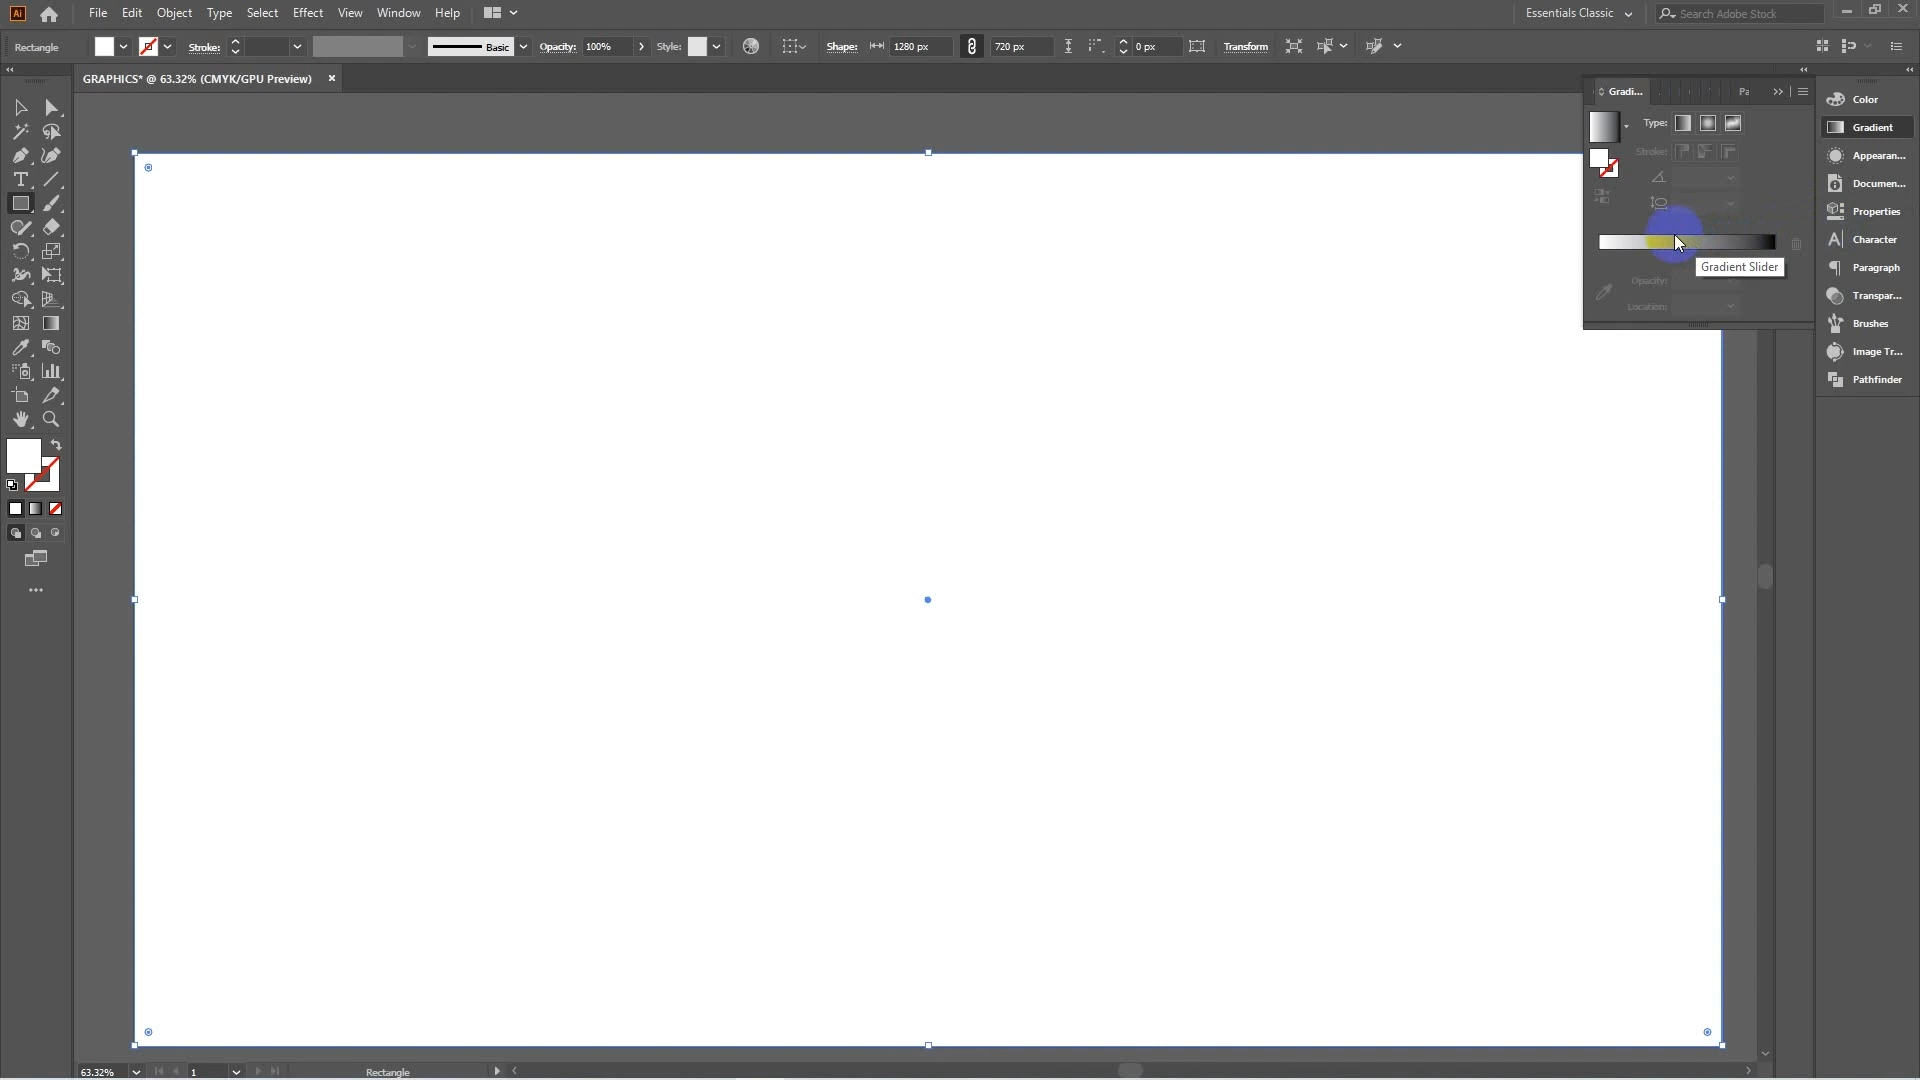 Ai File Edit Object Type Select Effect View Window Help Essentials Classic Search Adobe Stock
Rectangle Stroke: Basic Opacity: 100% Style: Shape: 1280 px 720 px 0 px Transform
GRAPHICS* @ 63.32% (CMYK/GPU Preview)
Gradi... Pa
Type:
Stroke:
Gradient Slider
Opacity:
Location:
Color
Gradient
Appearan...
Documen...
Properties
Character
Paragraph
Transpar...
Brushes
Image Tr...
Pathfinder
63.32% 1 Rectangle